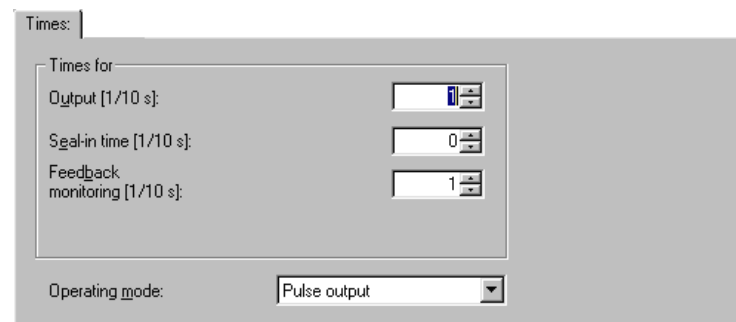 Times:
Times for
Output [1/10 s]: 1
Seal-in time [1/10 s]: 0
Feedback
monitoring [1/10 s]: 1
Operating mode: Pulse output